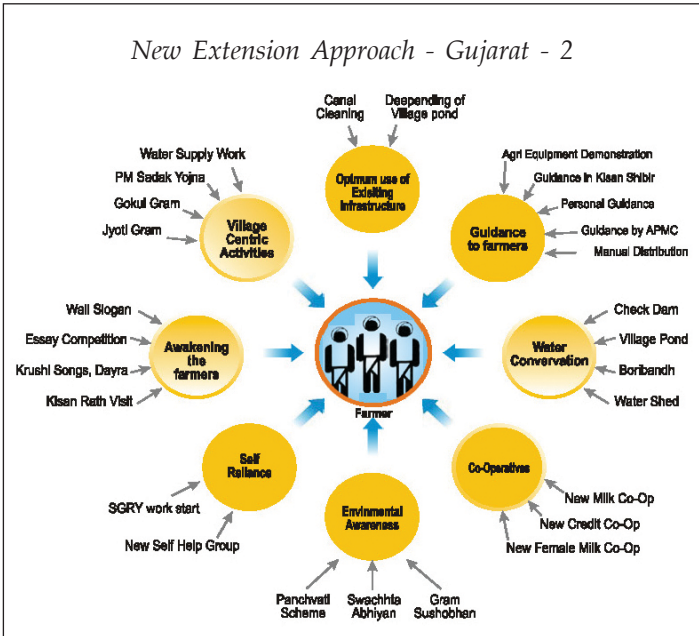 New Extension Approach - Gujarat - 2
Canal
Cleaning
Deepending of
Village pond
Optimum use of
Exisiting
Infrastructure
Water Supply Work
PM Sadak Yojna
Gokul Gram
Jyoti Gram
Village
Centric
Activities
Agri Equipment Demonstration
Guidance in Kisan Shibir
Personal Guidance
Guidance by APMC
Manual Distribution
Guidance
to farmers
Wall Slogan
Essay Competition
Krushi Songs, Dayra
Kisan Rath Visit
Awakening
the
farmers
Farmer
Water
Convervation
Check Dam
Village Pond
Boribandh
Water Shed
Self
Reliance
SGRY work start
New Self Help Group
Envinmental
Awareness
Panchvati
Scheme
Swachhta
Abhiyan
Gram
Sushobhan
Co-Operatives
New Milk Co-Op
New Credit Co-Op
New Female Milk Co-Op